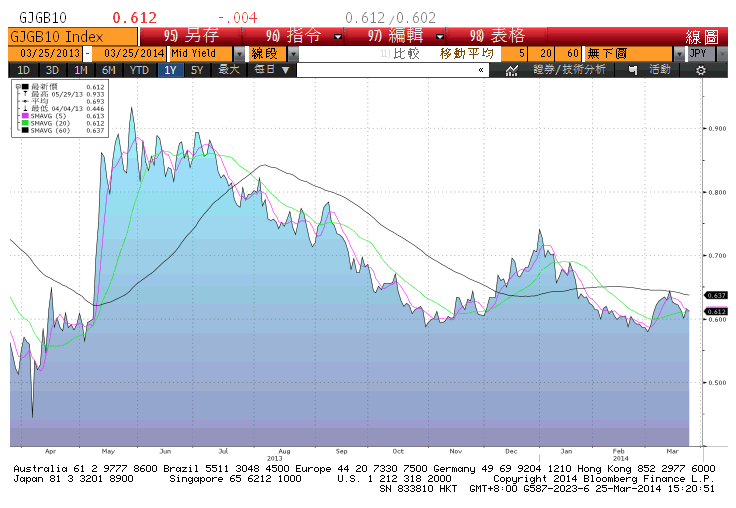 GJGB10 0.612 -.004 0.612/0.602
GJGB10 Index 95) 另存 96) 指令 97) 編輯 98) 表格 線圖
03/25/2013 - 03/25/2014 Mid Yield 線段 比較 移動平均 5 20 60 無下圖 JPY
1D 3D 1M 6M YTD 1Y 5Y 最大 每日 ▼ « 證券/技術分析 活動
最新價 0.612
最高 05/29/13 0.933
平均 0.693
最低 04/04/13 0.446
SMAVG (5) 0.613
SMAVG (20) 0.612
SMAVG (60) 0.637
0.900
0.800
0.700
0.637
0.612
0.600
0.500
Apr May Jun Jul Aug Sep Oct Nov Dec Jan Feb Mar
2013 2014
Australia 61 2 9777 8600 Brazil 5511 3048 4500 Europe 44 20 7330 7500 Germany 49 69 9204 1210 Hong Kong 852 2977 6000
Japan 81 3 3201 8900 Singapore 65 6212 1000 U.S. 1 212 318 2000 Copyright 2014 Bloomberg Finance L.P.
SN 833810 HKT GMT+8:00 G587-2023-6 25-Mar-2014 15:20:51